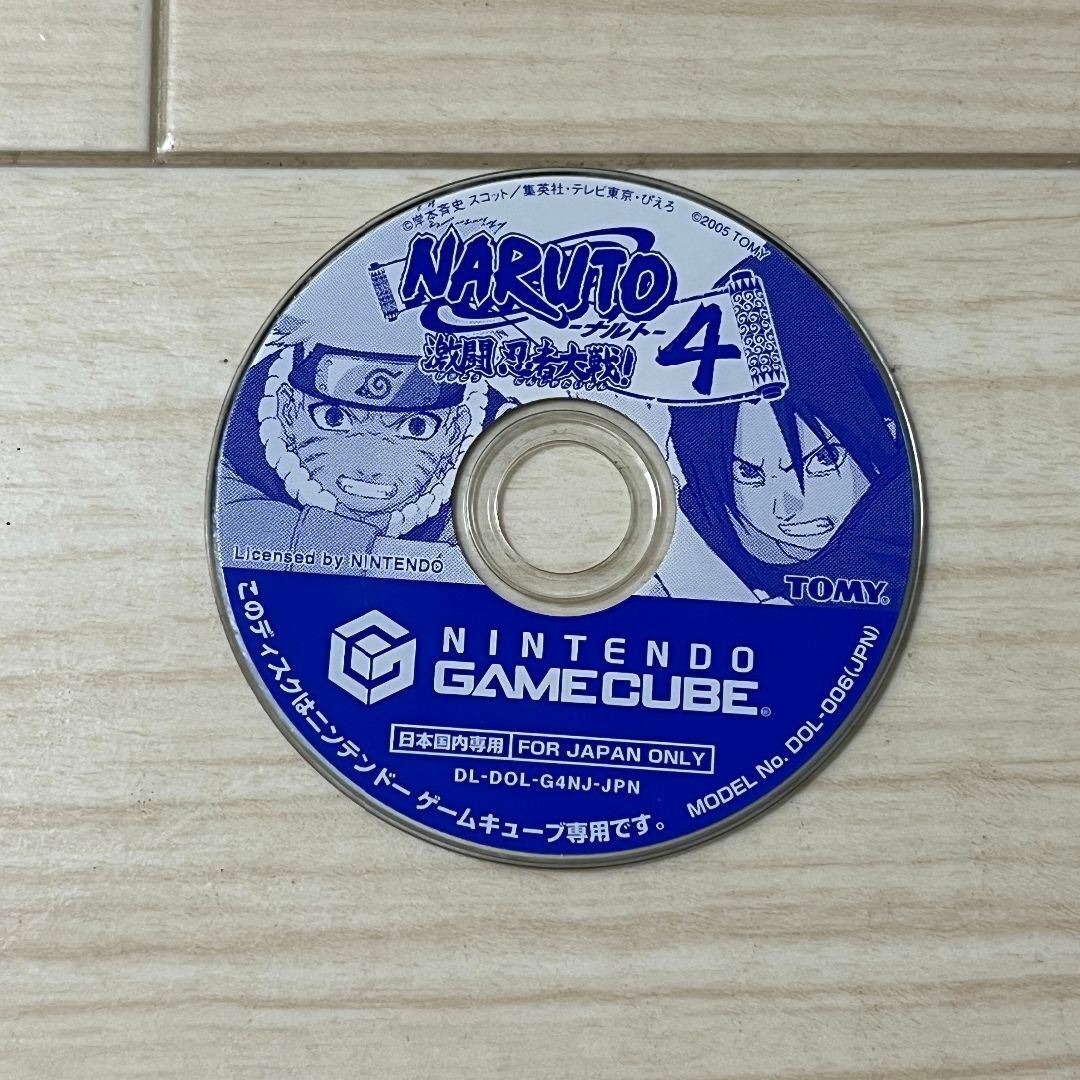 ©岸本斉史 スコット/集英社・テレビ東京・ぴえろ
©2005 TOMY
NARUTO
-ナルト-
激闘忍者大戦!
4
Licensed by NINTENDO
TOMY
NINTENDO
GAMECUBE
日本国内専用 FOR JAPAN ONLY
DL-DOL-G4NJ-JPN
このディスクはニンテンドー ゲームキューブ専用です。
MODEL No. DOL-006(JPN)